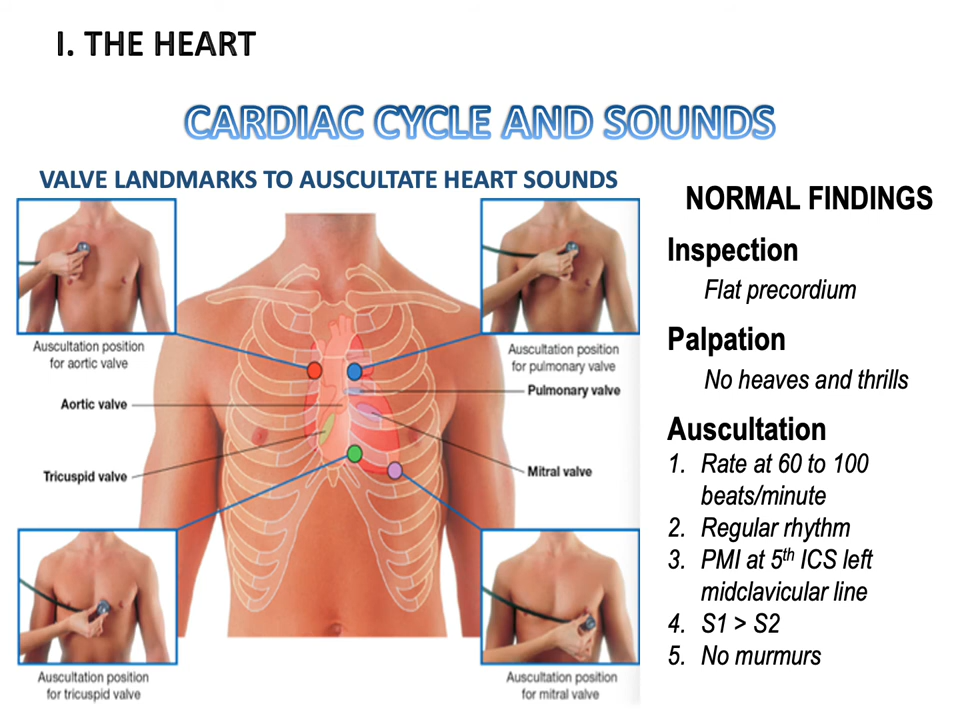 I. THE HEART
CARDIAC CYCLE AND SOUNDS
VALVE LANDMARKS TO AUSCULTATE HEART SOUNDS
Auscultation position
for aortic valve
Auscultation position
for pulmonary valve
Pulmonary valve
Aortic valve
Tricuspid valve
Mitral valve
Auscultation position
for tricuspid valve
Auscultation position
for mitral valve
NORMAL FINDINGS
Inspection
Flat precordium
Palpation
No heaves and thrills
Auscultation
1. Rate at 60 to 100
beats/minute
2. Regular rhythm
3. PMI at 5th ICS left
midclavicular line
4. S1 > S2
5. No murmurs